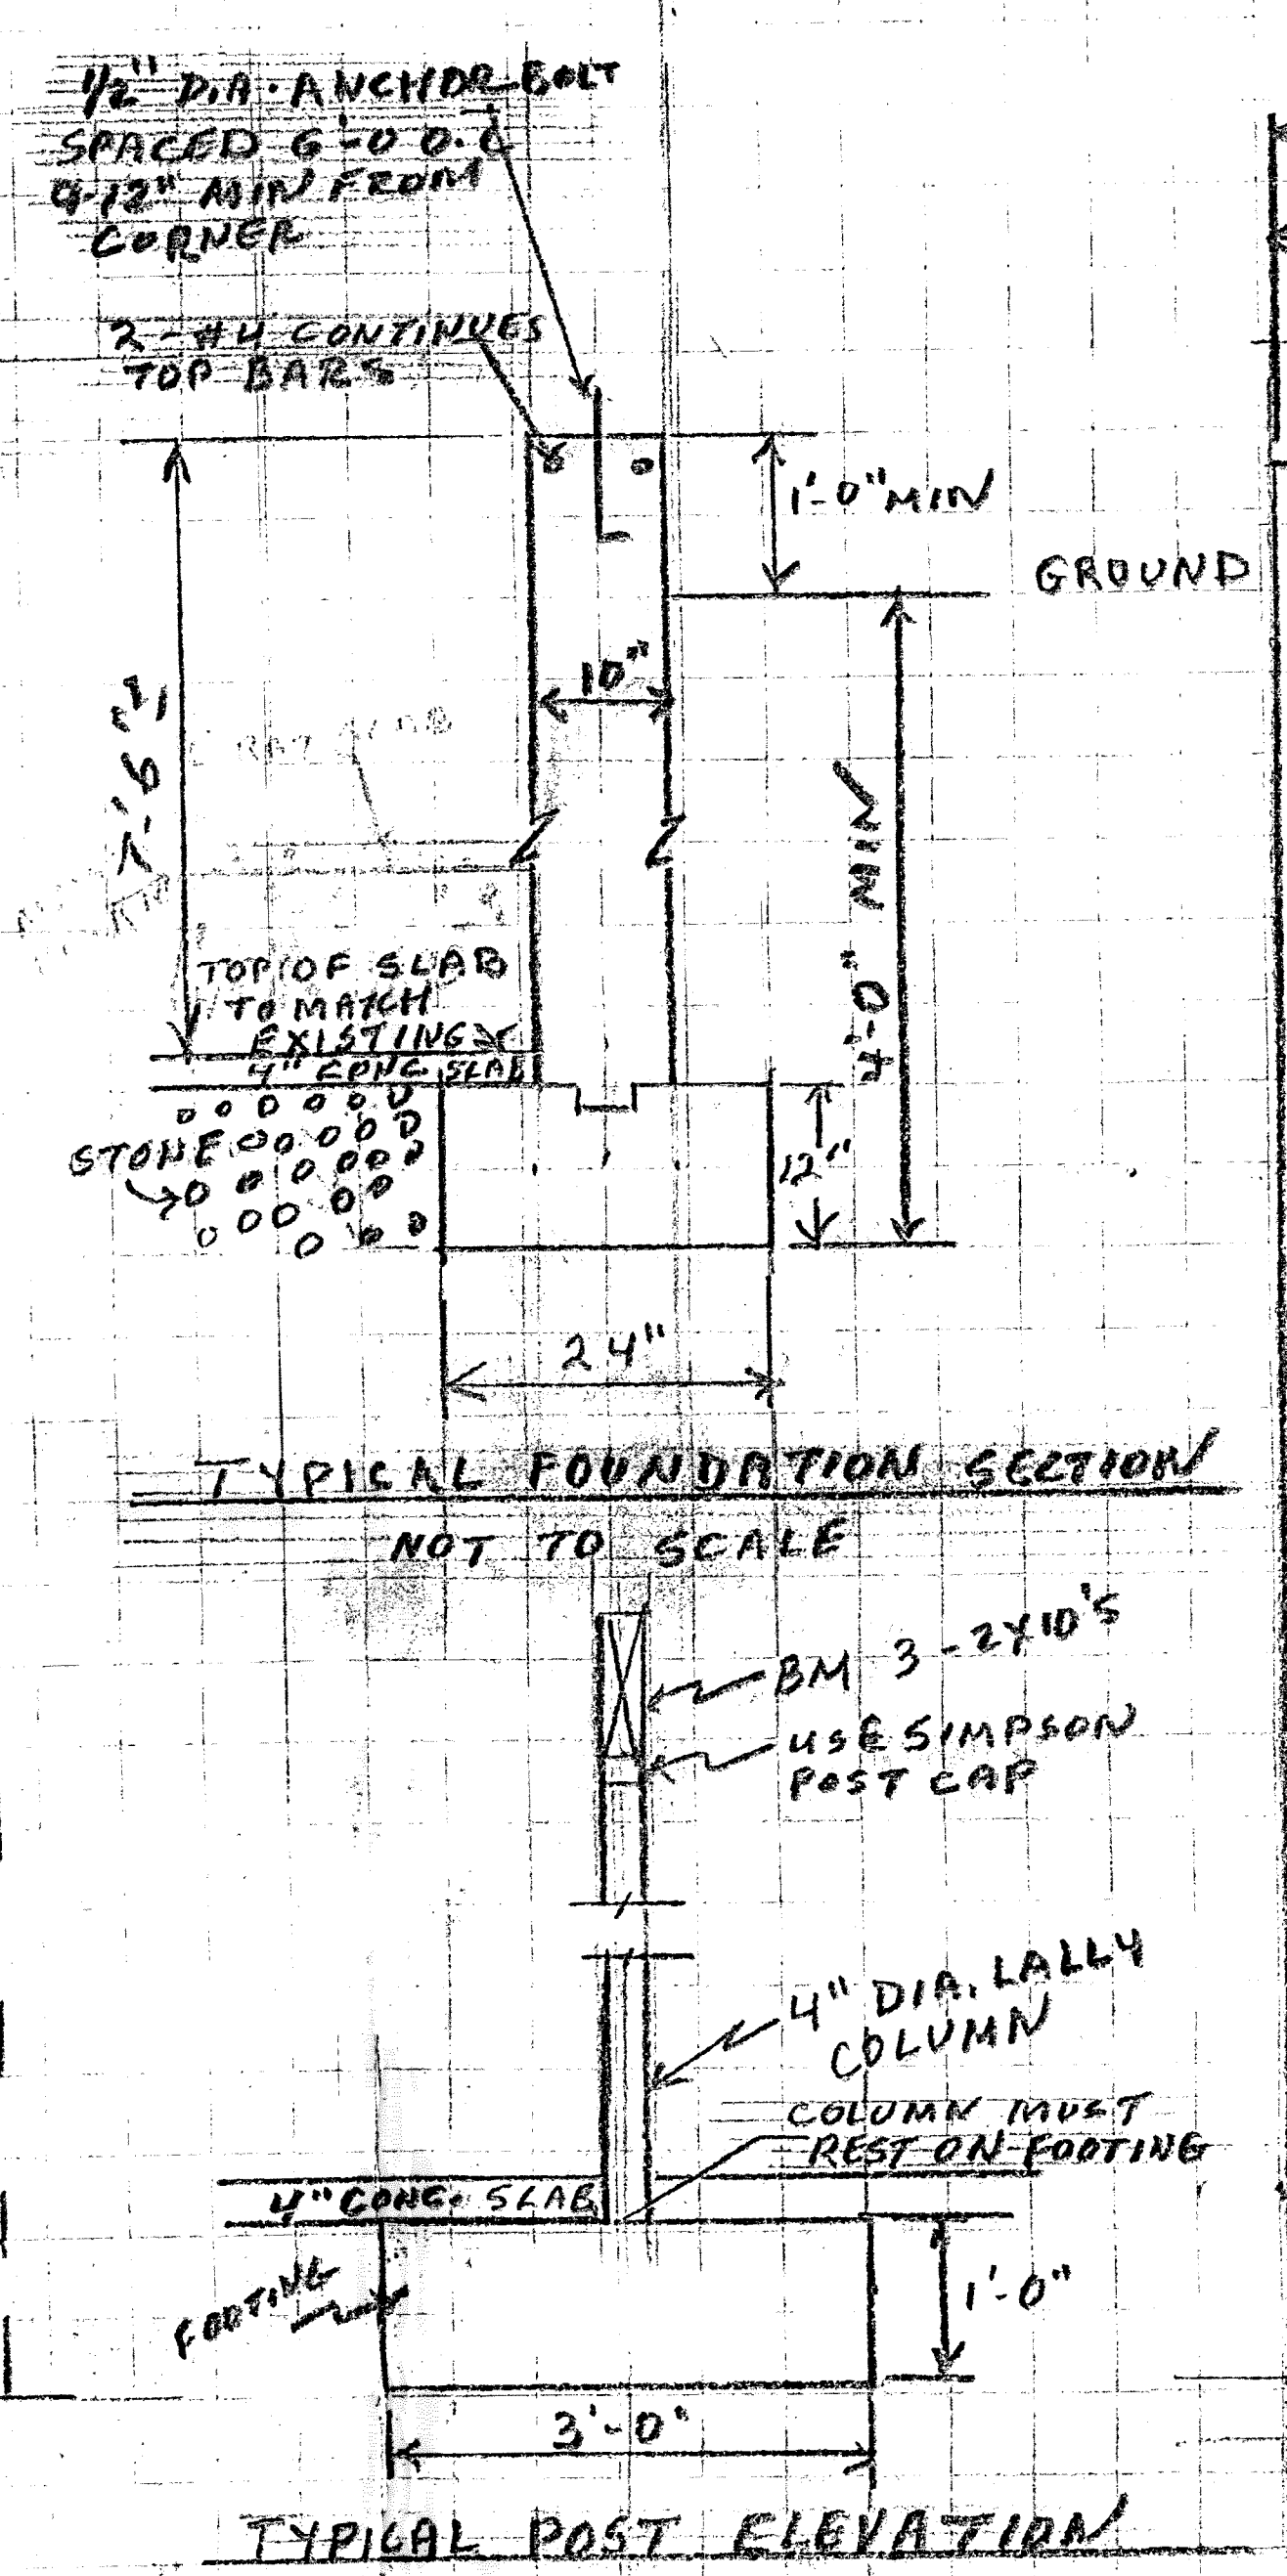 1/2" DIA. ANCHOR BOLT
SPACED 6'-0 O.C
&12" MIN FROM
CORNER
2-#4 CONTINUES
TOP BARS
1'-0" MIN
GROUND
10"
7'-6"
4'-0" MIN
TOP OF SLAB
TO MATCH
EXISTING
4" CONC SLAB
STONE
12"
24"
TYPICAL FOUNDATION SECTION
NOT TO SCALE
BM 3-2X10'S
USE SIMPSON
POST CAP
4" DIA. LALLY
COLUMN
COLUMN MUST
REST ON FOOTING
4" CONC. SLAB
FOOTING
1'-0"
3'-0"
TYPICAL POST ELEVATION